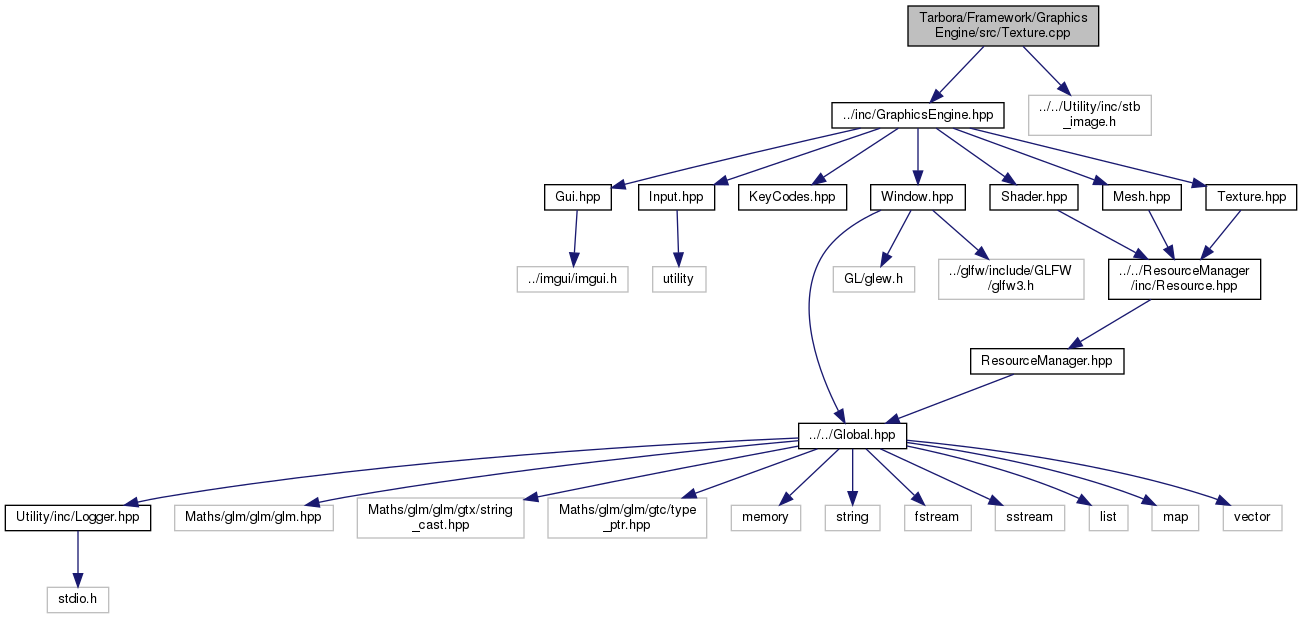 Tarbora/Framework/Graphics
Engine/src/Texture.cpp
../inc/GraphicsEngine.hpp
../../Utility/inc/stb
_image.h
Gui.hpp
Input.hpp
KeyCodes.hpp
Window.hpp
Shader.hpp
Mesh.hpp
Texture.hpp
../imgui/imgui.h
utility
GL/glew.h
../glfw/include/GLFW
/glfw3.h
../../ResourceManager
/inc/Resource.hpp
ResourceManager.hpp
../../Global.hpp
Utility/inc/Logger.hpp
Maths/glm/glm/glm.hpp
Maths/glm/glm/gtx/string
_cast.hpp
Maths/glm/glm/gtc/type
_ptr.hpp
memory
string
fstream
sstream
list
map
vector
stdio.h